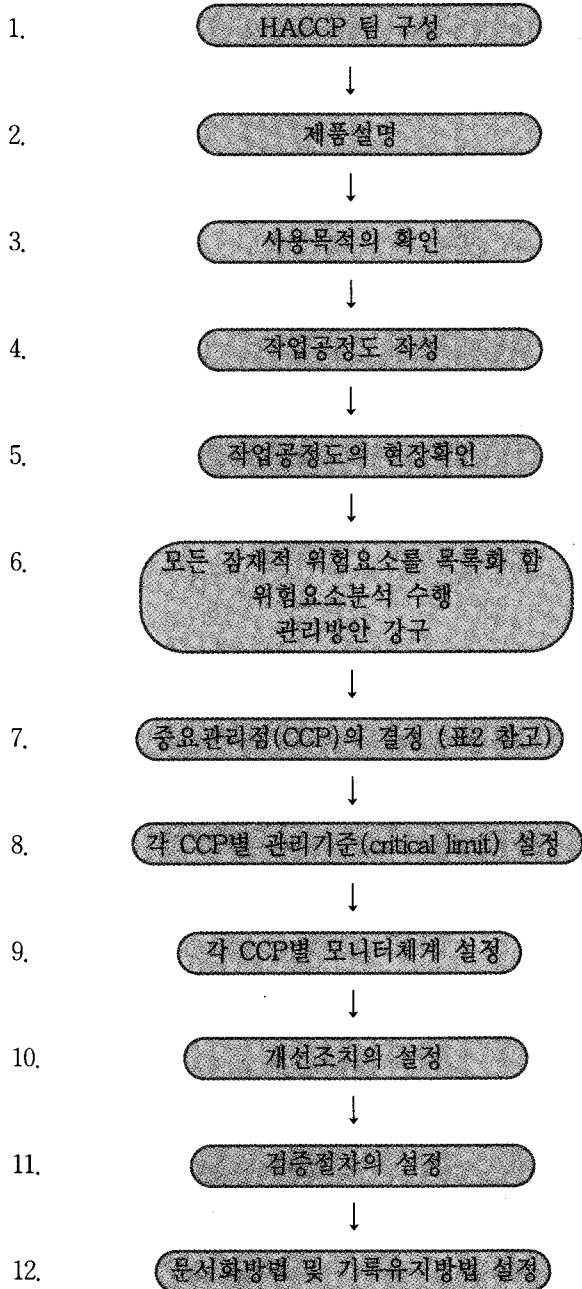 1. HACCP 팀 구성
2. 제품설명
3. 사용목적의 확인
4. 작업공정도 작성
5. 작업공정도의 현장확인
6. 모든 잠재적 위험요소를 목록화 함
위험요소분석 수행
관리방안 강구
7. 중요관리점(CCP)의 결정 (표2 참고)
8. 각 CCP별 관리기준(critical limit) 설정
9. 각 CCP별 모니터체계 설정
10. 개선조치의 설정
11. 검증절차의 설정
12. 문서화방법 및 기록유지방법 설정